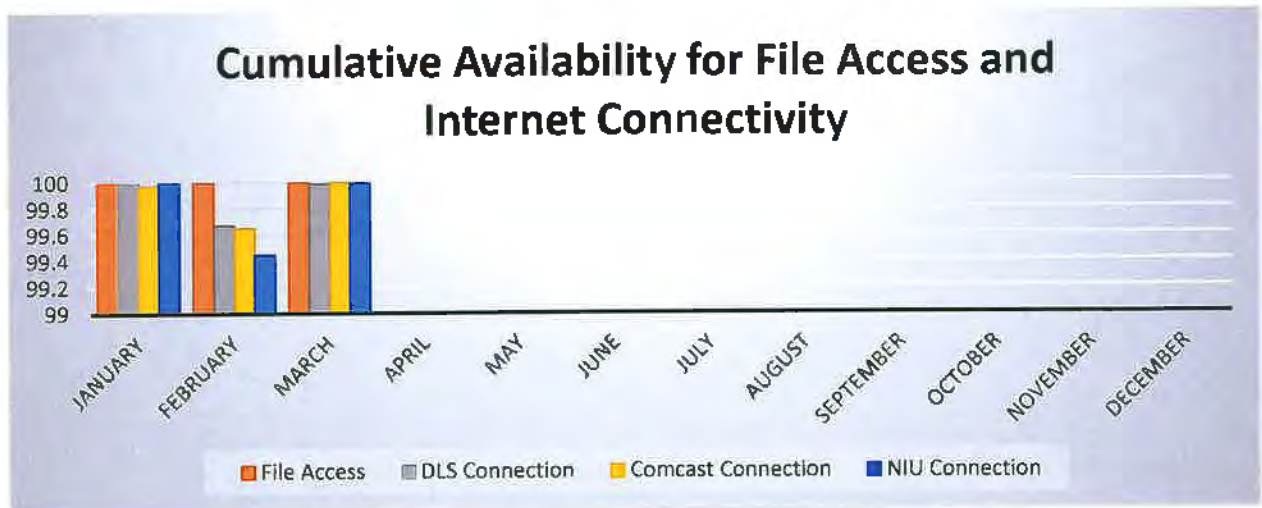 Cumulative Availability for File Access and
Internet Connectivity
100
99.8
99.6
99.4
99.2
99
JANUARY
FEBRUARY
MARCH
APRIL
MAY
JUNE
JULY
AUGUST
SEPTEMBER
OCTOBER
NOVEMBER
DECEMBER
File Access
DLS Connection
Comcast Connection
NIU Connection